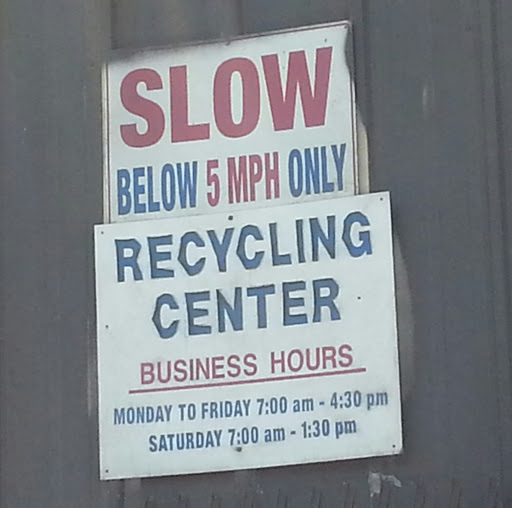 SLOW
BELOW 5 MPH ONLY
RECYCLING
CENTER
BUSINESS HOURS
MONDAY TO FRIDAY 7:00 am - 4:30 pm
SATURDAY 7:00 am - 1:30 pm